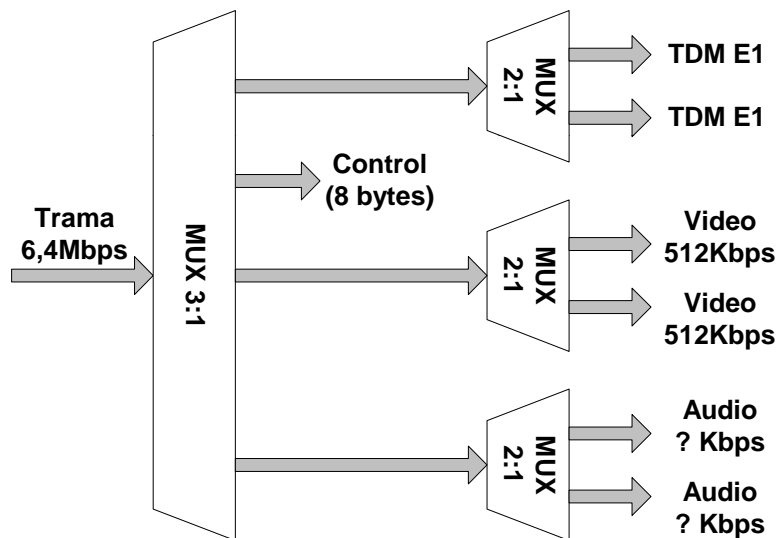 Trama
6,4Mbps
MUX 3:1
Control
(8 bytes)
MUX
2:1
TDM E1
TDM E1
MUX
2:1
Video
512Kbps
Video
512Kbps
MUX
2:1
Audio
? Kbps
Audio
? Kbps